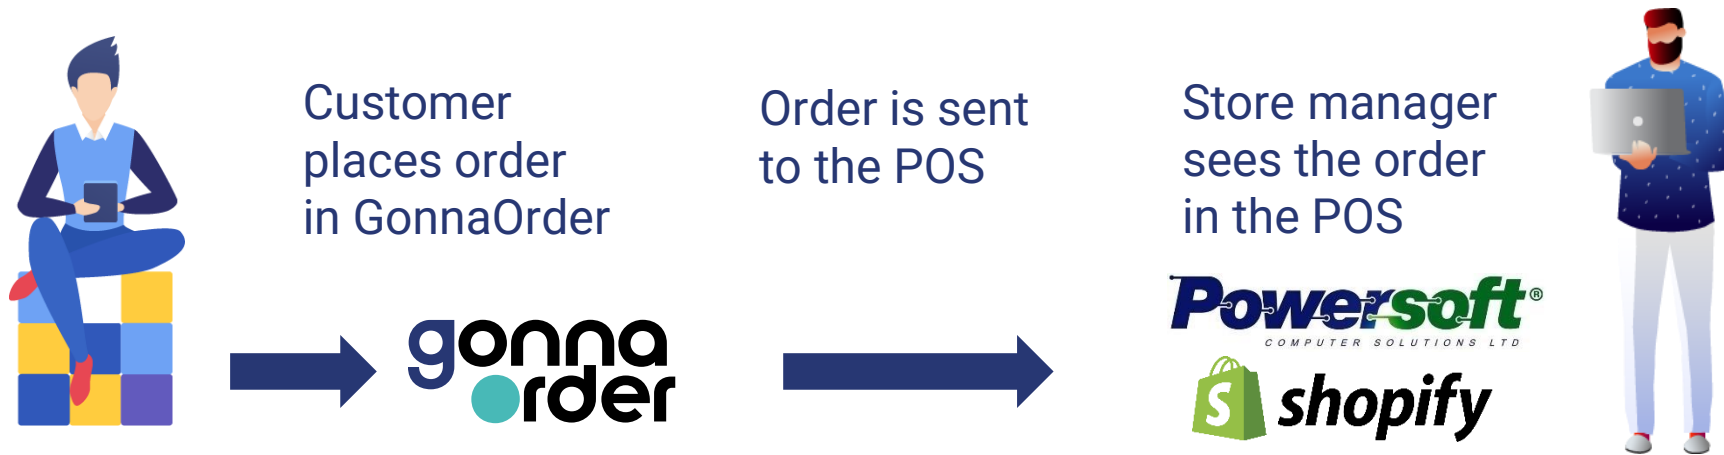 Customer
places order
in GonnaOrder
gonna
order
Order is sent
to the POS
Store manager
sees the order
in the POS
Powersoft®
COMPUTER SOLUTIONS LTD
S shopify